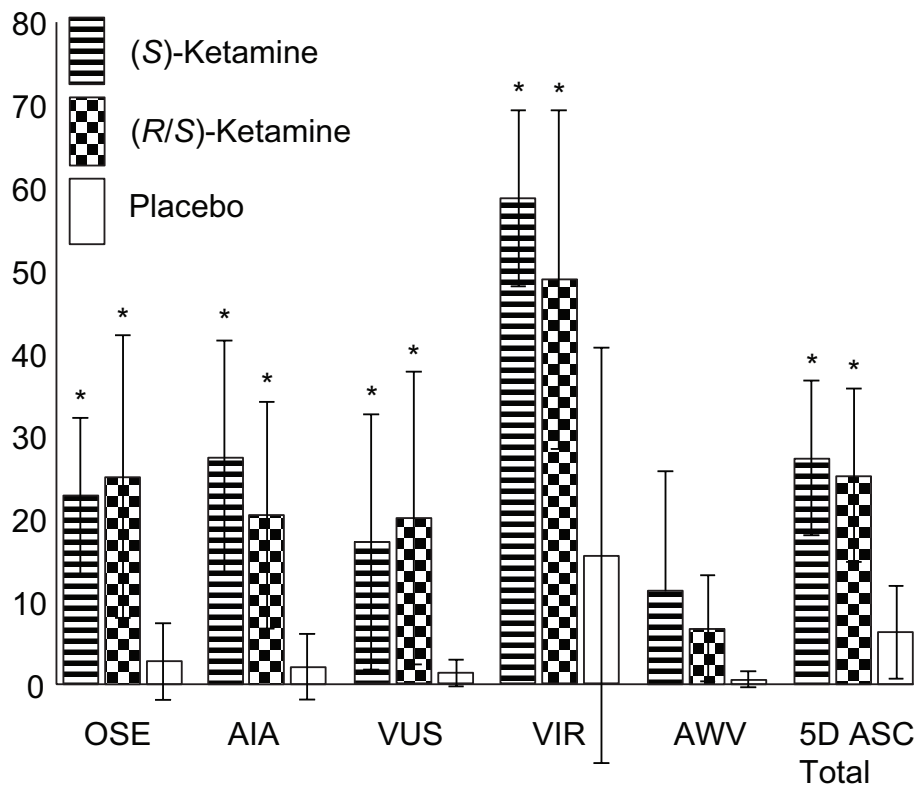 80
70
60
50
40
30
20
10
0
(S)-Ketamine
(R/S)-Ketamine
Placebo
* * * * * * * * * *
OSE AIA VUS VIR AWV 5D ASC
Total